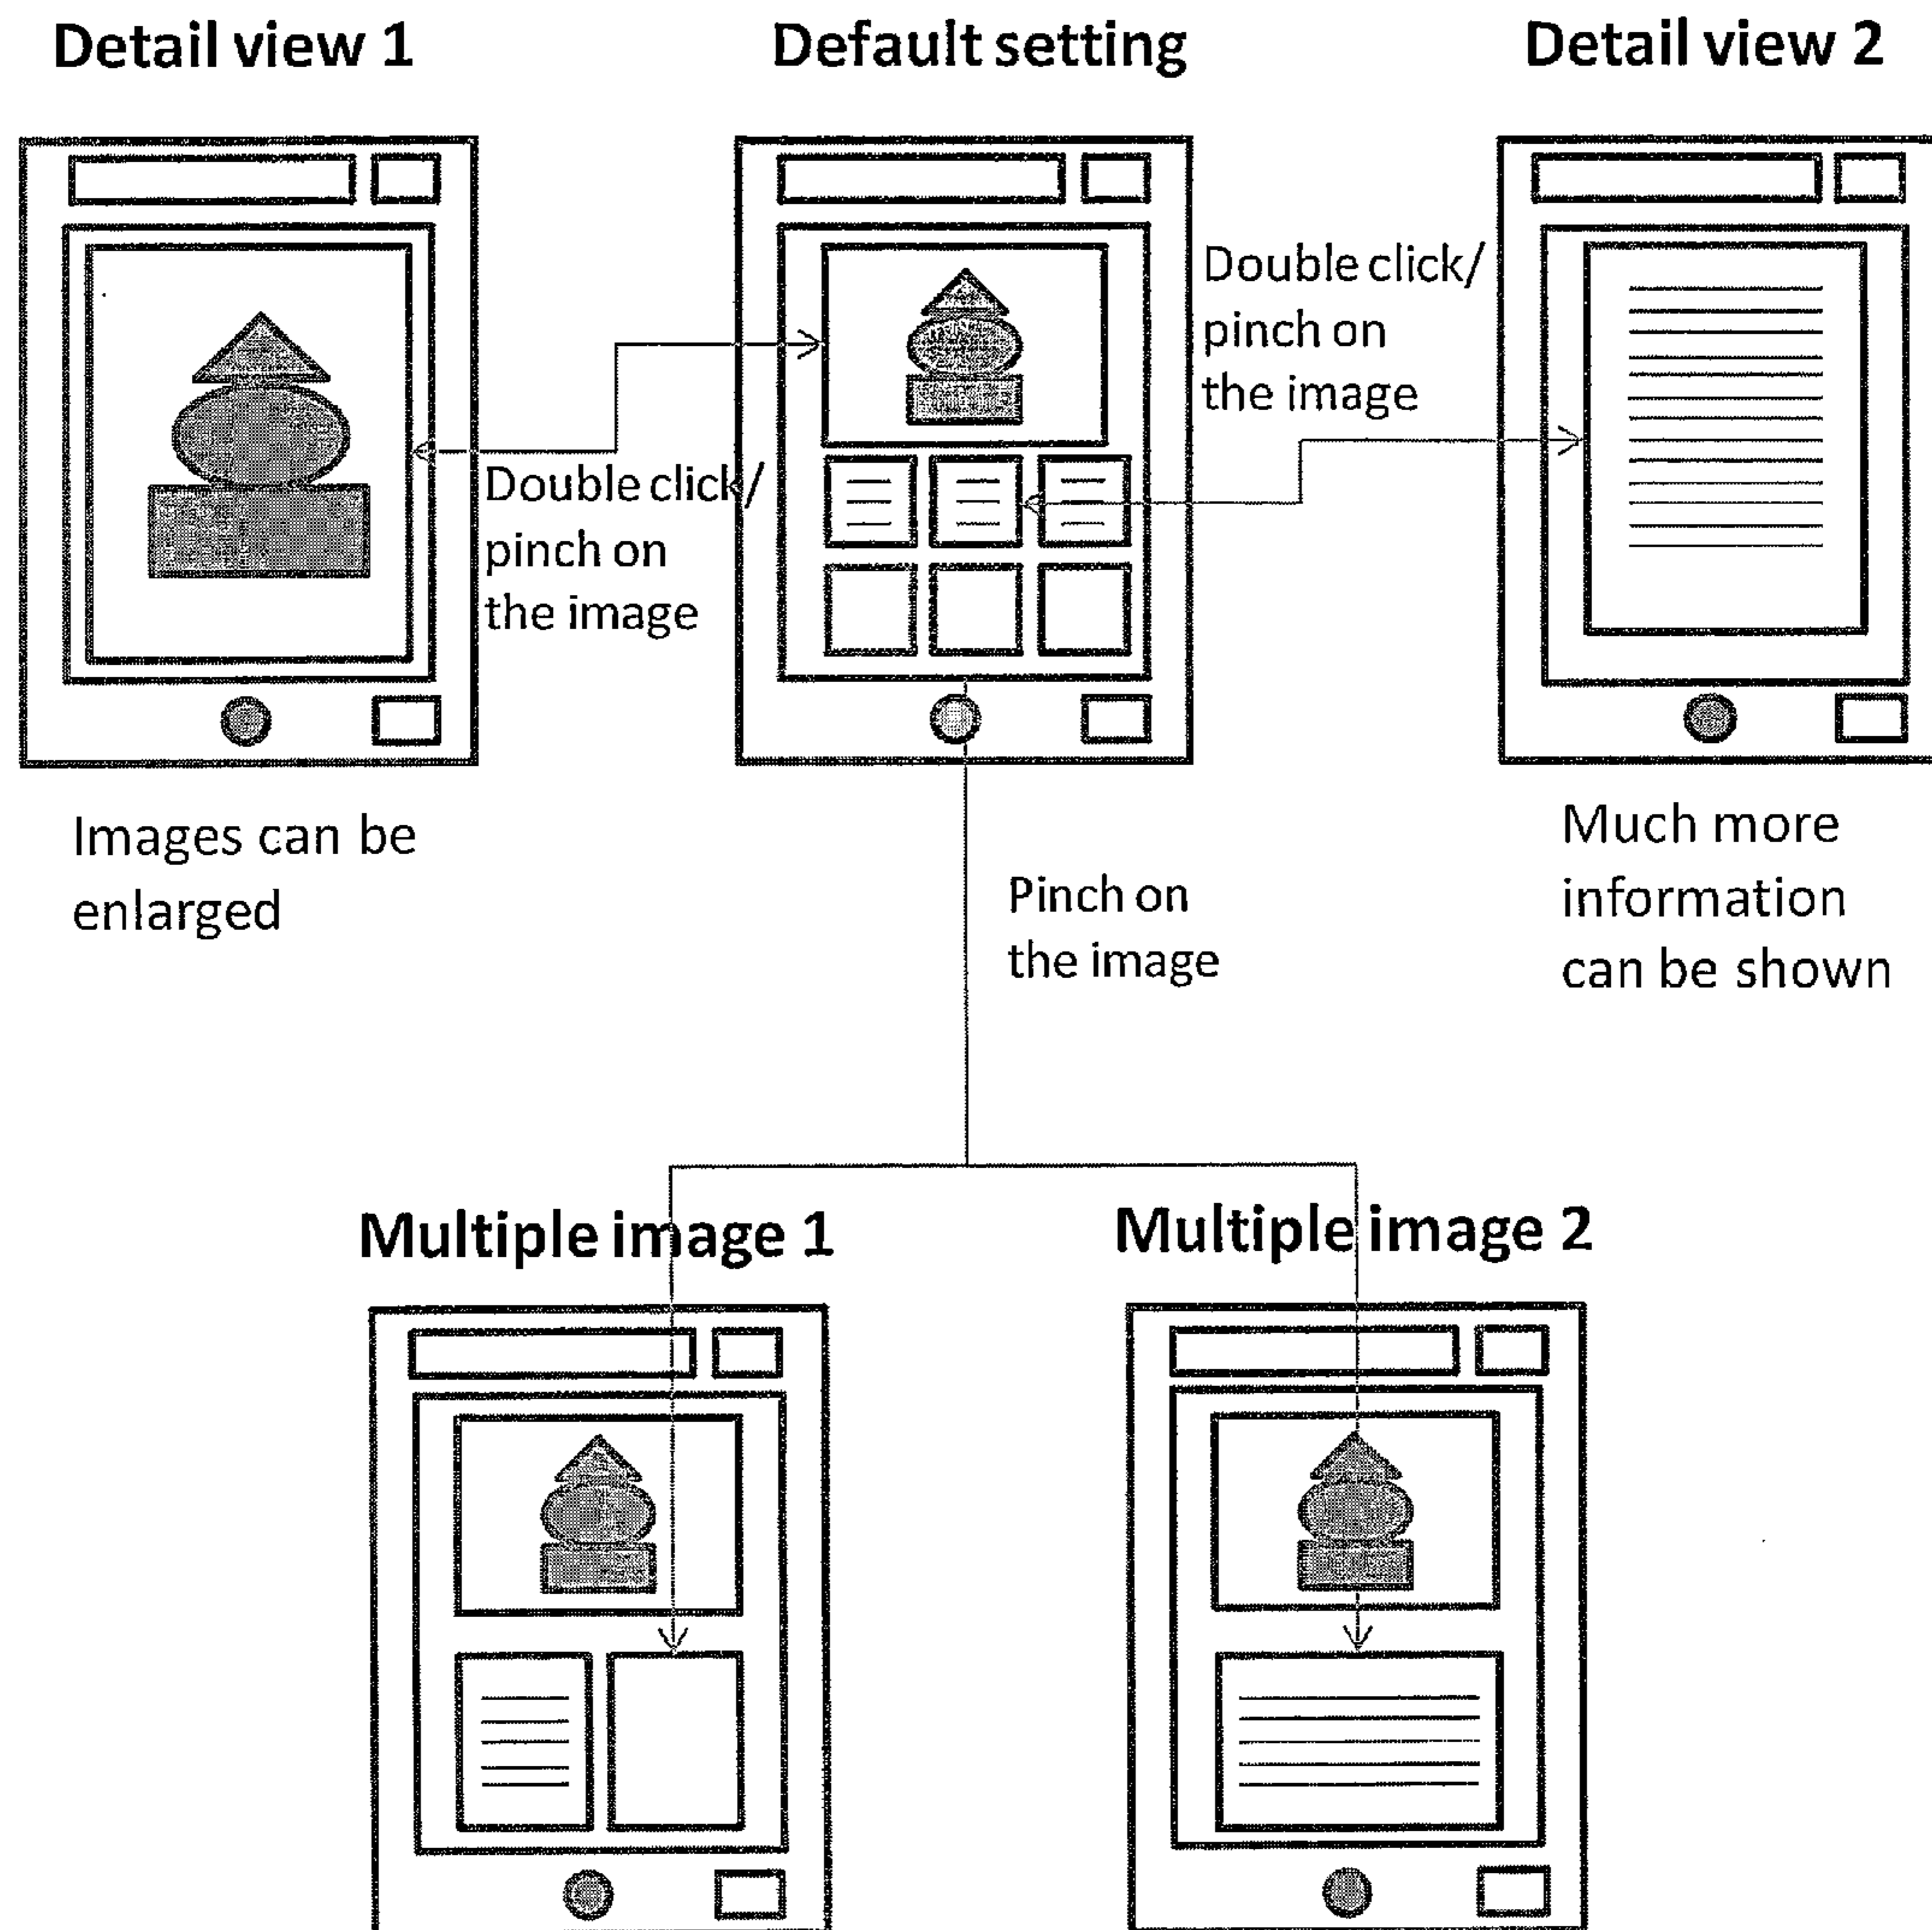 Detail view 1
Default setting
Detail view 2
Double click/
pinch on
the image
Double click/
pinch on
the image
Images can be
enlarged
Pinch on
the image
Much more
information
can be shown
Multiple image 1
Multiple image 2